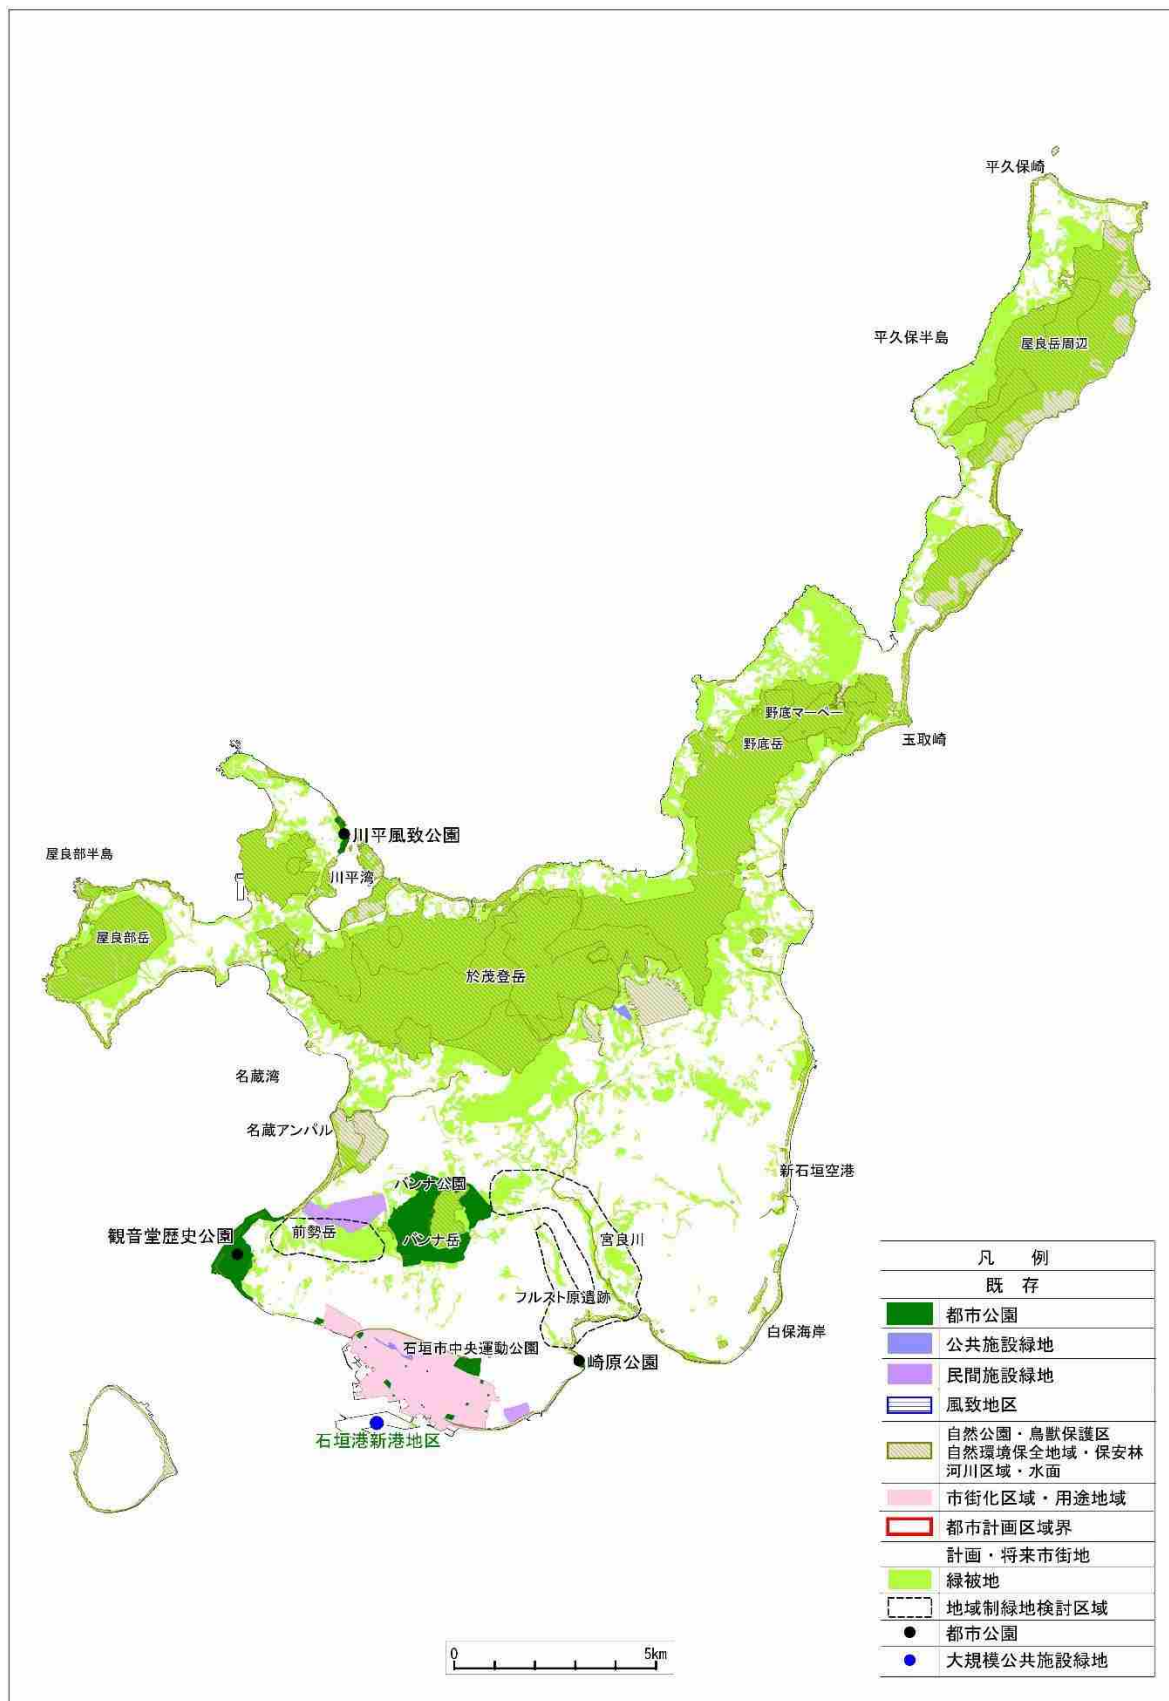 平久保崎
平久保半島
屋良岳周辺
野底マーペー
野底岳
玉取崎
川平風致公園
屋良部半島
川平湾
屋良部岳
於茂登岳
名蔵湾
名蔵アンパル
新石垣空港
バンナ公園
観音堂歴史公園
前勢岳
バンナ岳
宮良川
フルスト原遺跡
白保海岸
石垣市中央運動公園
崎原公園
石垣港新港地区
凡 例
既 存
都市公園
公共施設緑地
民間施設緑地
風致地区
自然公園・鳥獣保護区
自然環境保全地域・保安林
河川区域・水面
市街化区域・用途地域
都市計画区域界
計画・将来市街地
緑被地
地域制緑地検討区域
都市公園
大規模公共施設緑地
0 5km